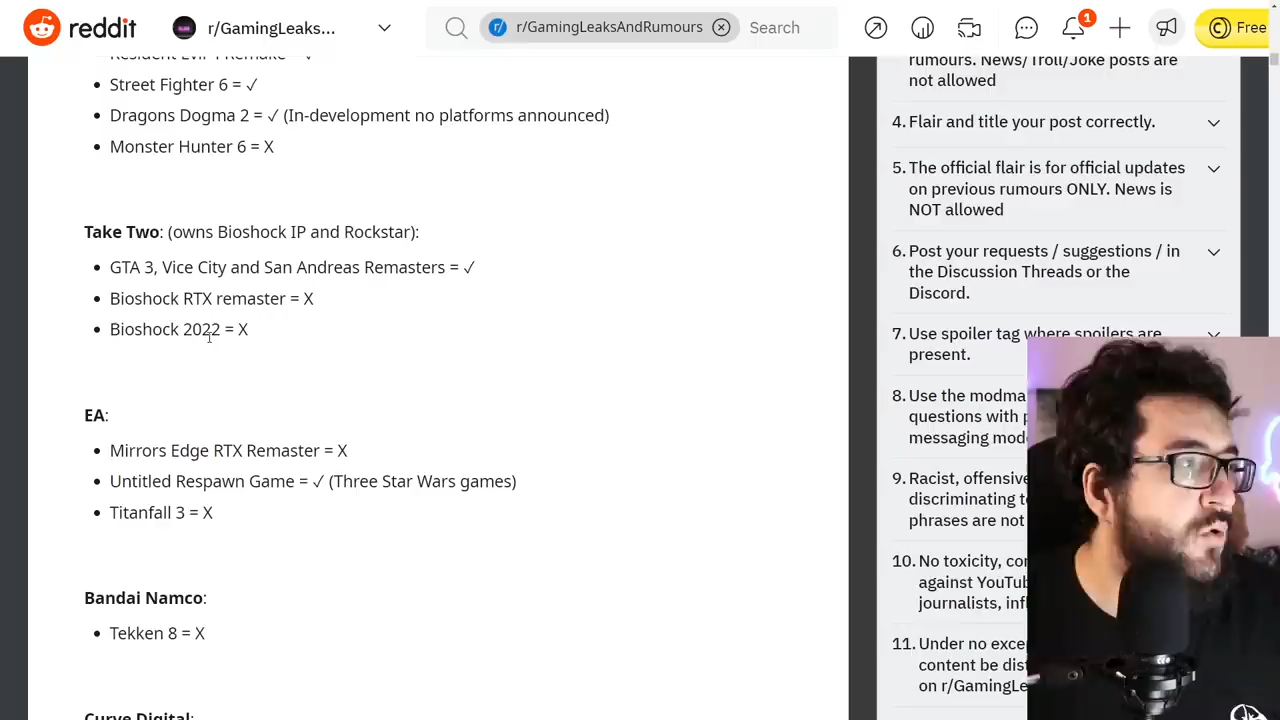 reddit
r/GamingLeaks...
r/GamingLeaksAndRumours
Search
1
Free
Street Fighter 6 = ✓
Dragons Dogma 2 = ✓ (In-development no platforms announced)
Monster Hunter 6 = X
Take Two: (owns Bioshock IP and Rockstar):
GTA 3, Vice City and San Andreas Remasters = ✓
Bioshock RTX remaster = X
Bioshock 2022 = X
EA:
Mirrors Edge RTX Remaster = X
Untitled Respawn Game = ✓ (Three Star Wars games)
Titanfall 3 = X
Bandai Namco:
Tekken 8 = X
Curve Digital:
rumours. News/Troll/Joke posts are
not allowed
4. Flair and title your post correctly.
5. The official flair is for official updates
on previous rumours ONLY. News is
NOT allowed
6. Post your requests / suggestions / in
the Discussion Threads or the
Discord.
7. Use spoiler tag where spoilers are
present.
8. Use the modma
questions with p
messaging mod
9. Racist, offensive
discriminating t
phrases are not
10. No toxicity, co
against YouTub
journalists, infl
11. Under no exce
content be dis
on r/GamingLe